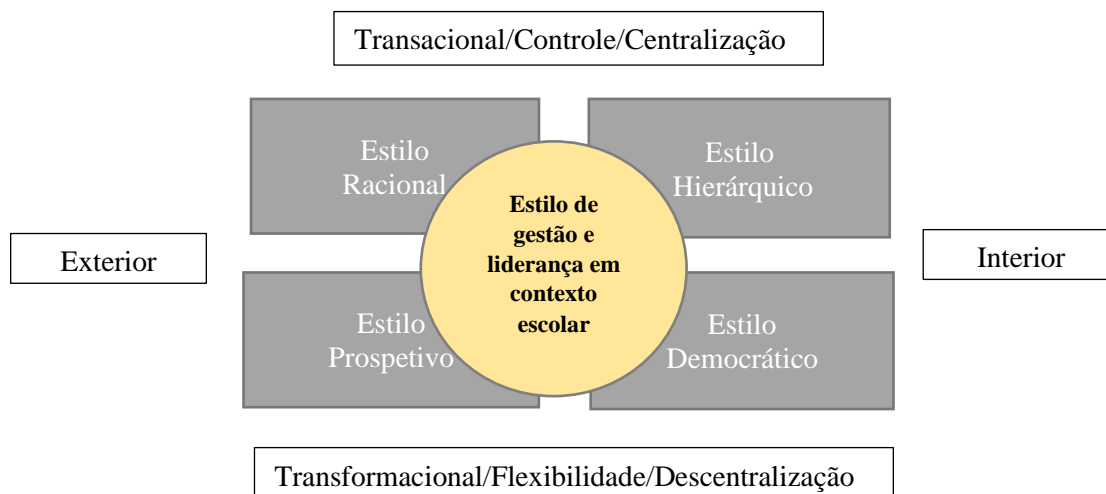 Transacional/Controle/Centralização
Estilo
Racional
Estilo
Hierárquico
Estilo de
gestão e
liderança em
contexto
escolar
Exterior
Interior
Estilo
Prospetivo
Estilo
Democrático
Transformacional/Flexibilidade/Descentralização